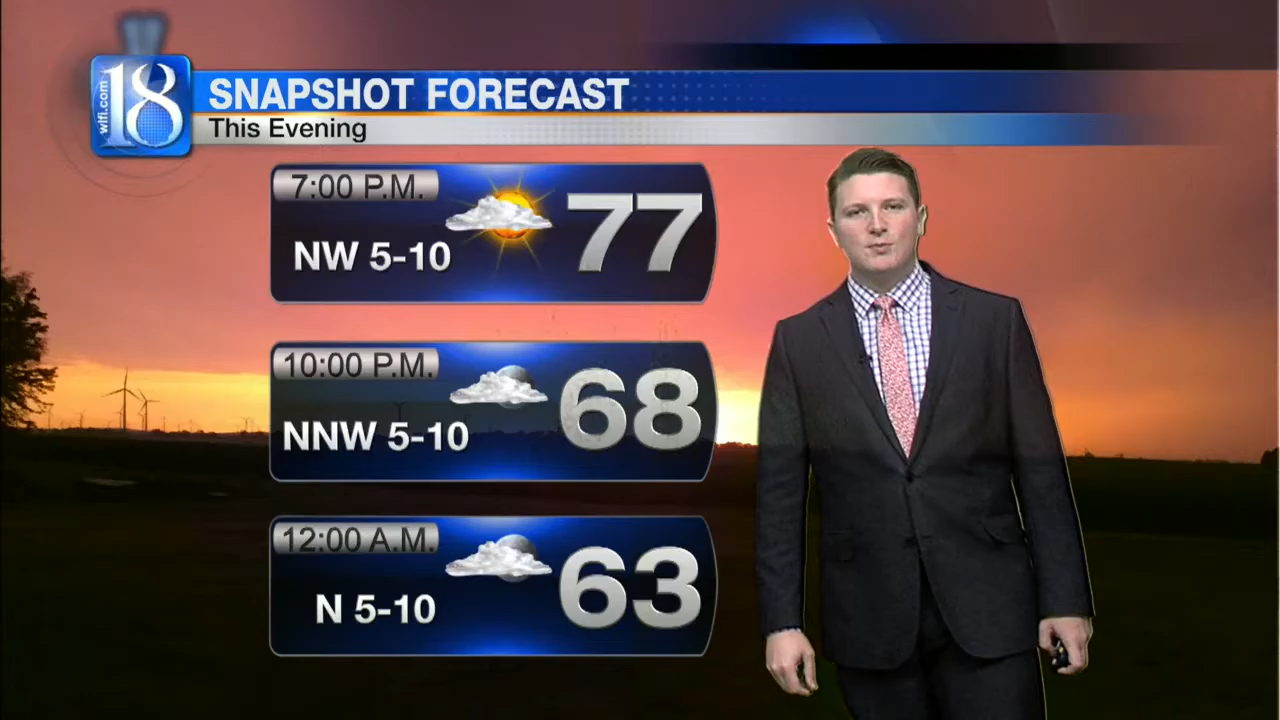 wlfi.com
18
SNAPSHOT FORECAST
This Evening
7:00 P.M.
NW 5-10
77
10:00 P.M.
NNW 5-10
68
12:00 A.M.
N 5-10
63